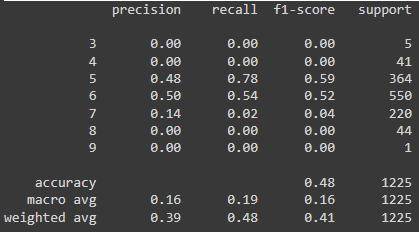 precision recall f1-score support
3 0.00 0.00 0.00 5
4 0.00 0.00 0.00 41
5 0.48 0.78 0.59 364
6 0.50 0.54 0.52 550
7 0.14 0.02 0.04 220
8 0.00 0.00 0.00 44
9 0.00 0.00 0.00 1
accuracy 0.48 1225
macro avg 0.16 0.19 0.16 1225
weighted avg 0.39 0.48 0.41 1225